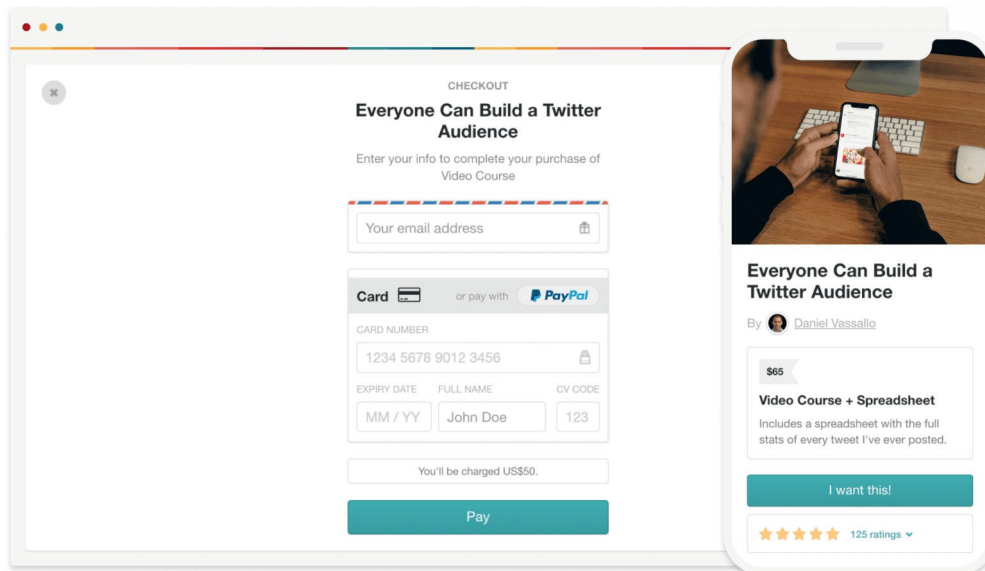 CHECKOUT
Everyone Can Build a Twitter
Audience
Enter your info to complete your purchase of
Video Course
Your email address
Card
or pay with PayPal
CARD NUMBER
1234 5678 9012 3456
EXPIRY DATE FULL NAME CV CODE
MM / YY John Doe 123
You'll be charged US$50.
Pay
Everyone Can Build a
Twitter Audience
By Daniel Vassallo
$65
Video Course + Spreadsheet
Includes a spreadsheet with the full
stats of every tweet I've ever posted.
I want this!
125 ratings